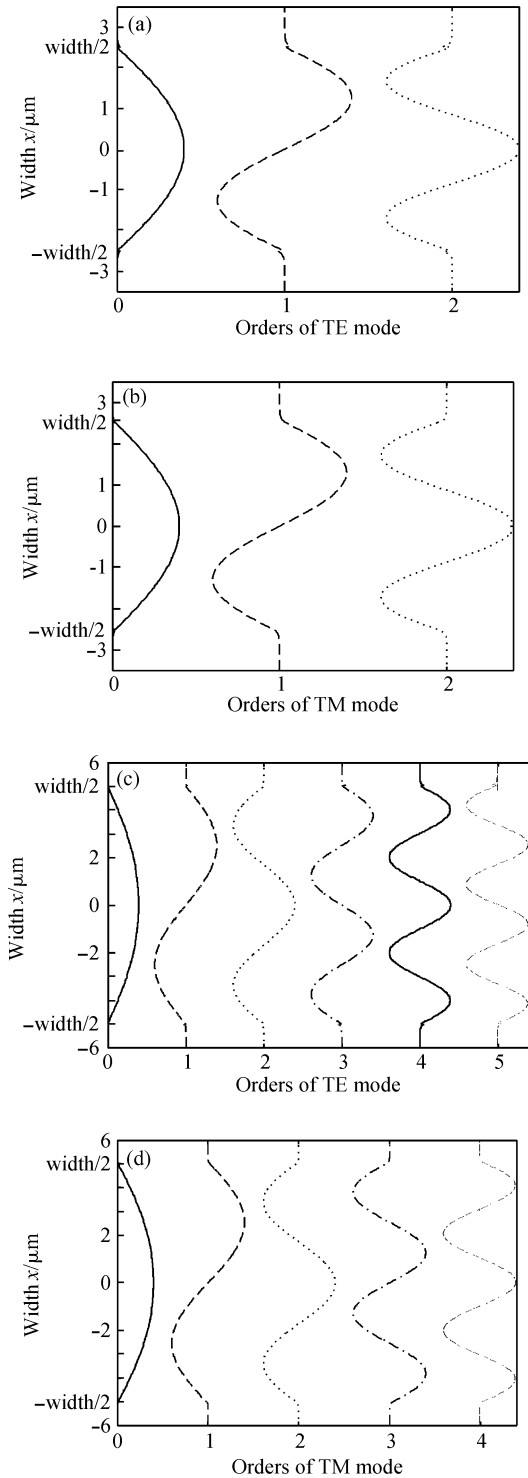 (a)
3
width/2
1
0
-1
–width/2
-3
Width x/μm
0 1 2
Orders of TE mode
(b)
3
width/2
1
0
-1
–width/2
-3
Width x/μm
0 1 2
Orders of TM mode
(c)
6
width/2
2
0
-2
–width/2
-6
Width x/μm
0 1 2 3 4 5
Orders of TE mode
(d)
6
width/2
2
0
-2
–width/2
-6
Width x/μm
0 1 2 3 4
Orders of TM mode